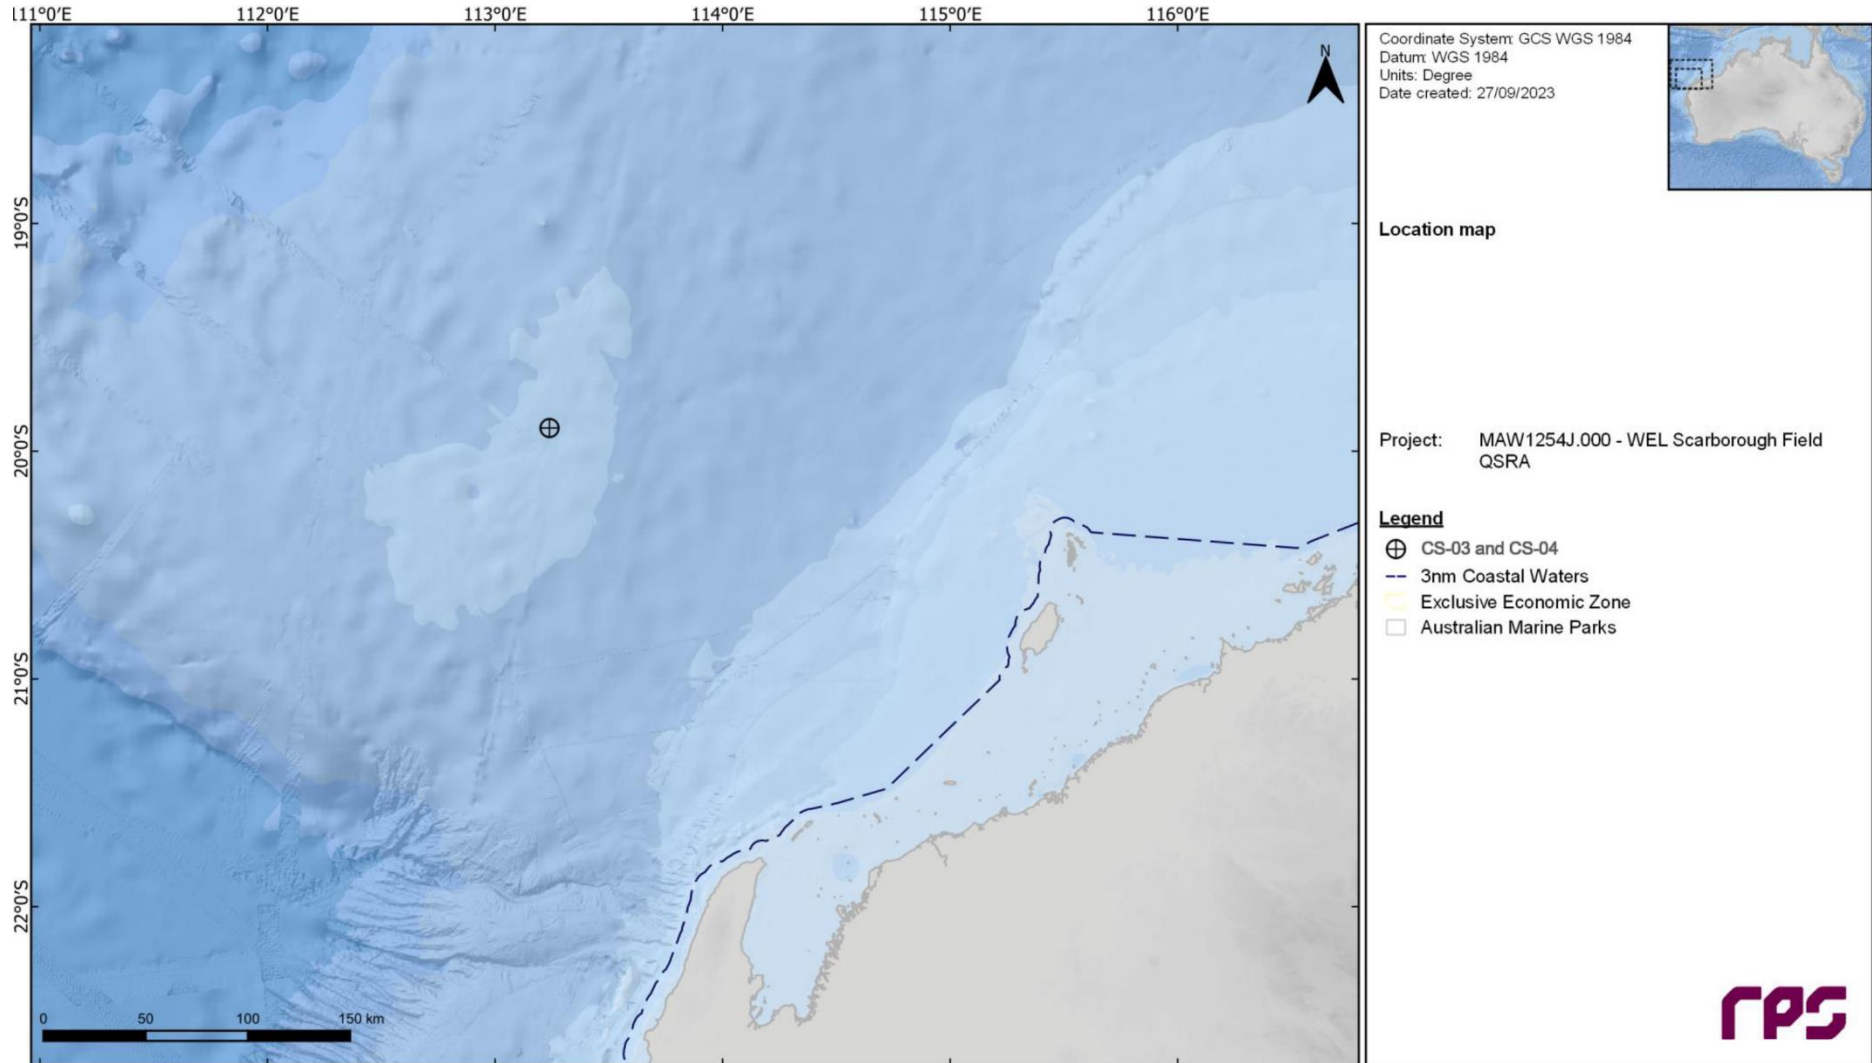 111°0'E 112°0'E 113°0'E 114°0'E 115°0'E 116°0'E
19°0'S
20°0'S
21°0'S
22°0'S
N
0 50 100 150 km
Coordinate System: GCS WGS 1984
Datum: WGS 1984
Units: Degree
Date created: 27/09/2023
Location map
Project: MAW1254J.000 - WEL Scarborough Field
QSRA
Legend
CS-03 and CS-04
3nm Coastal Waters
Exclusive Economic Zone
Australian Marine Parks
rps